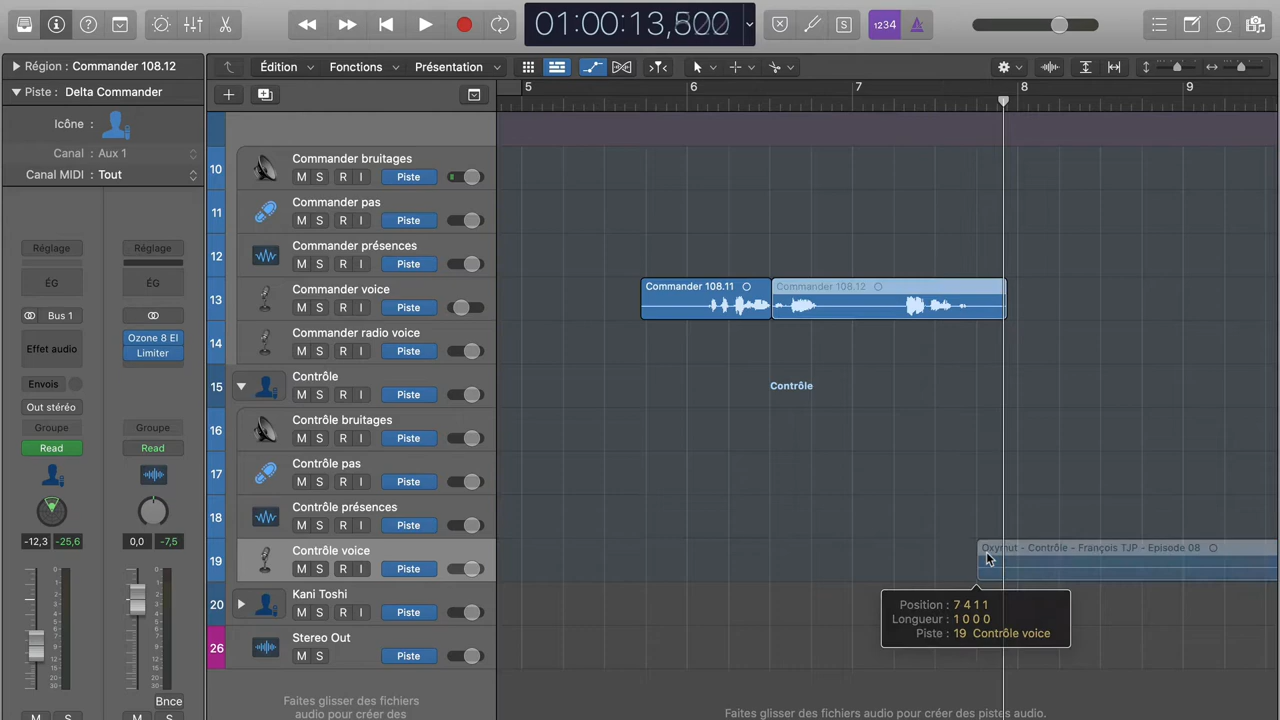 01:00:13,500
1234
Région : Commander 108.12
Piste : Delta Commander
Icône :
Canal : Aux 1
Canal MIDI : Tout
Réglage
Réglage
ÉG
ÉG
Bus 1
Ozone 8 El
Limiter
Effet audio
Envois
Out stéréo
Groupe
Groupe
Read
Read
-12,3
-25,6
0,0
-7,5
Bnce
M
S
M
S
Édition
Fonctions
Présentation
5
6
7
8
9
10
Commander bruitages
M S R I Piste
11
Commander pas
M S R I Piste
12
Commander présences
M S R I Piste
13
Commander voice
M S R I Piste
14
Commander radio voice
M S R I Piste
15
Contrôle
M S R I Piste
16
Contrôle bruitages
M S R I Piste
17
Contrôle pas
M S R I Piste
18
Contrôle présences
M S R I Piste
19
Contrôle voice
M S R I Piste
20
Kani Toshi
M S R I Piste
26
Stereo Out
M S Piste
Faites glisser des fichiers
audio pour créer des
Commander 108.11
Commander 108.12
Contrôle
Oxymut - Contrôle - François TJP - Episode 08
Position : 7 4 1 1
Longueur : 1 0 0 0
Piste : 19 Contrôle voice
Faites glisser des fichiers audio pour créer des pistes audio.